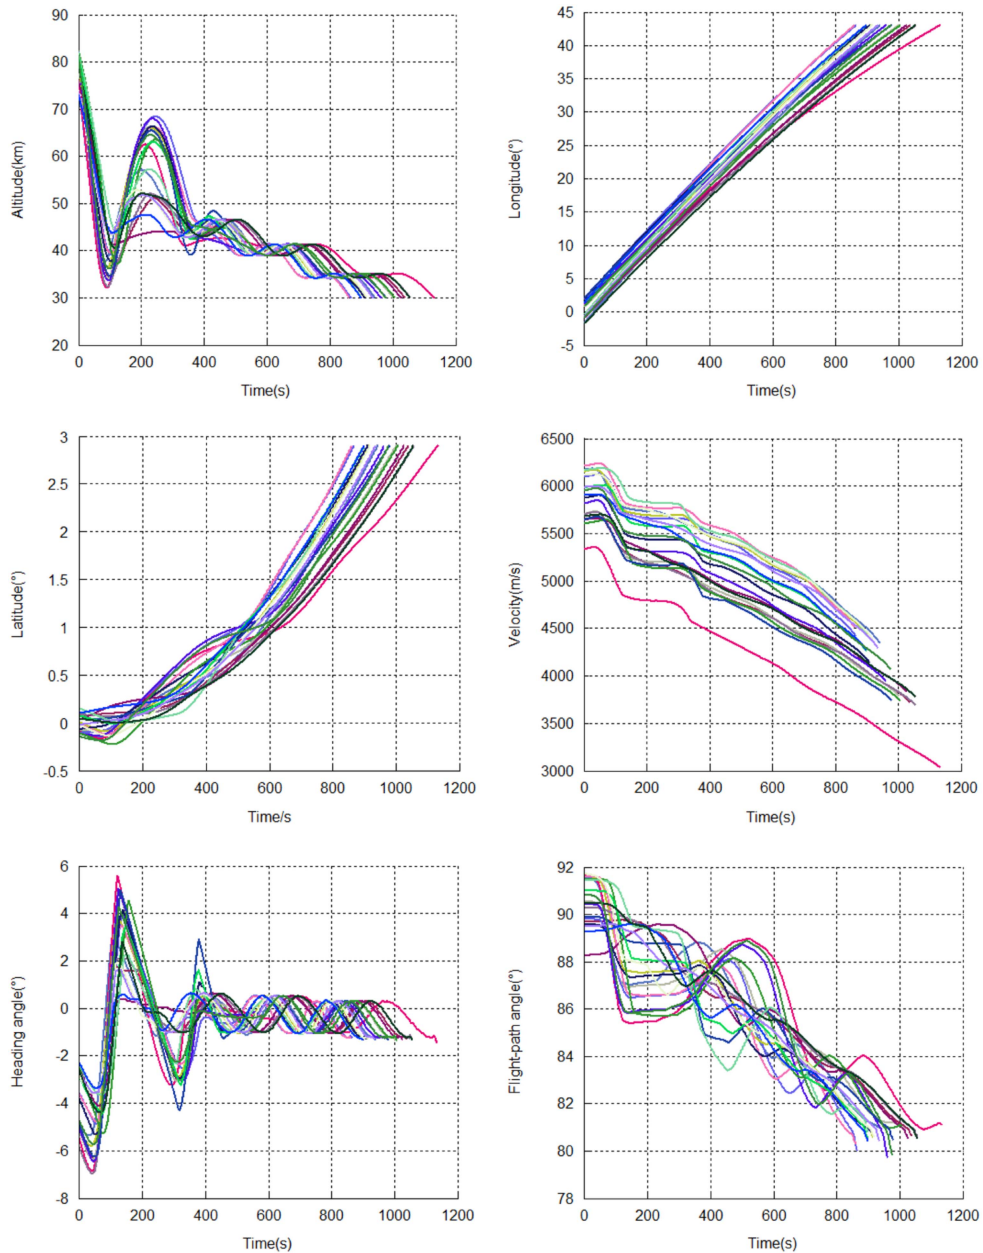 90
80
70
60
50
40
30
20
Altitude(km)
0 200 400 600 800 1000 1200
Time(s)
45
40
35
30
25
20
15
10
5
0
-5
Longitude(°)
0 200 400 600 800 1000 1200
Time(s)
3
2.5
2
1.5
1
0.5
0
-0.5
Latitude(°)
0 200 400 600 800 1000 1200
Time/s
6500
6000
5500
5000
4500
4000
3500
3000
Velocity(m/s)
0 200 400 600 800 1000 1200
Time(s)
6
4
2
0
-2
-4
-6
-8
Heading angle(°)
0 200 400 600 800 1000 1200
Time(s)
92
90
88
86
84
82
80
78
Flight-path angle(°)
0 200 400 600 800 1000 1200
Time(s)